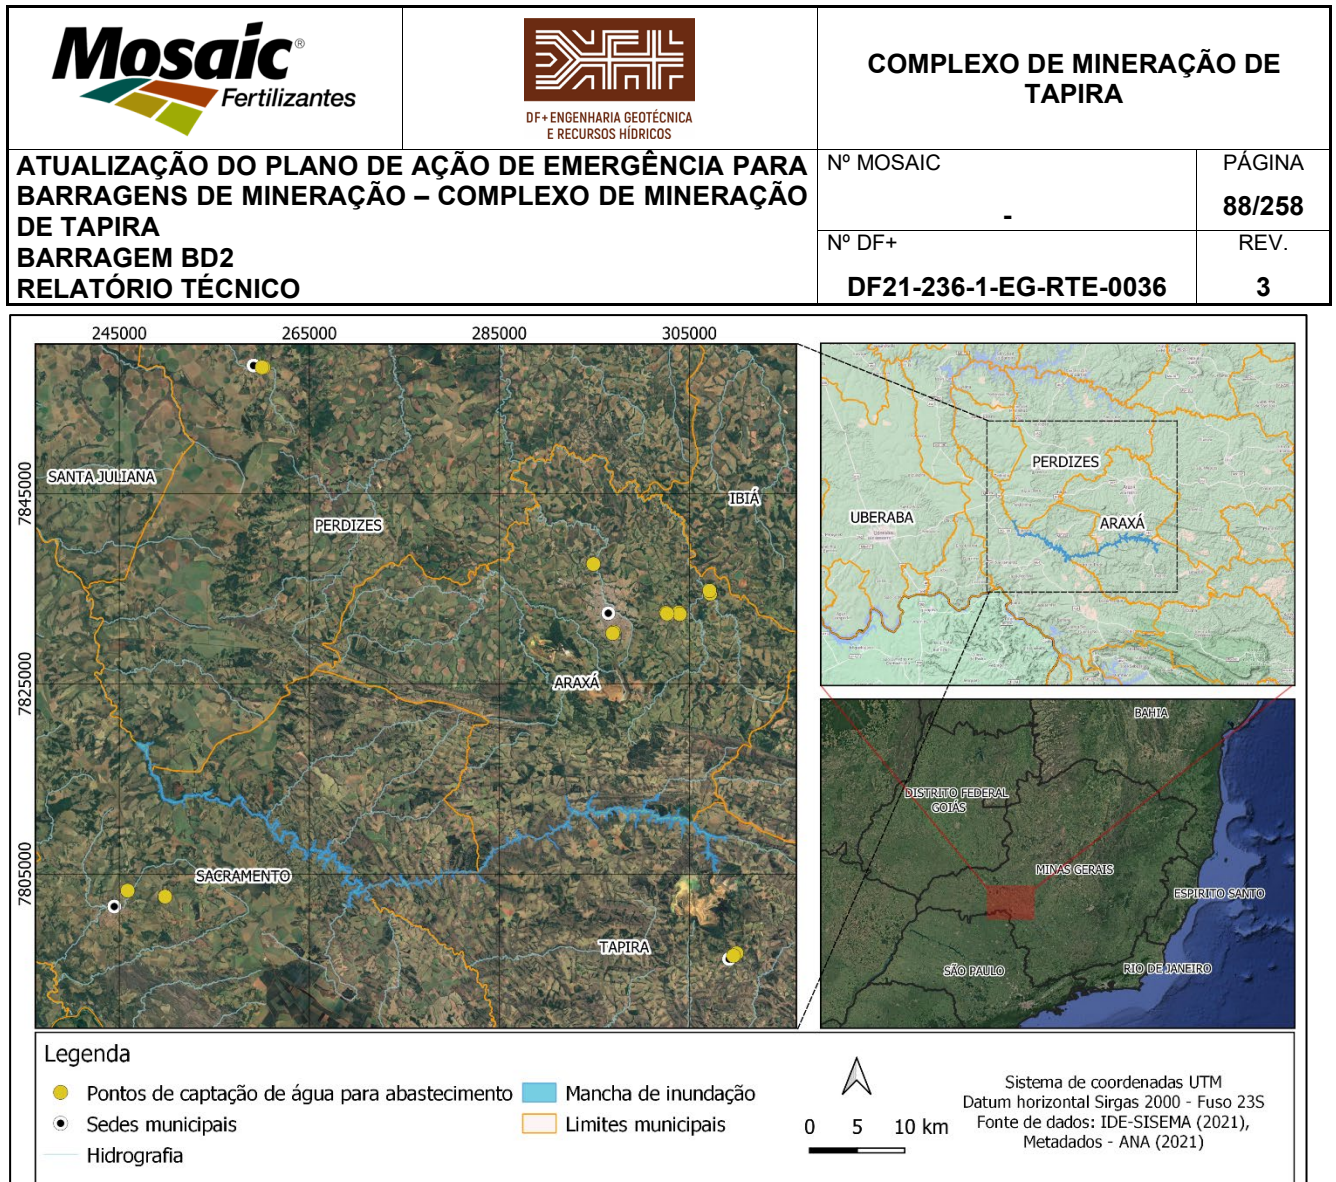 Mosaic®
Fertilizantes
DF+ENGENHARIA GEOTÉCNICA
E RECURSOS HÍDRICOS
COMPLEXO DE MINERAÇÃO DE
TAPIRA
ATUALIZAÇÃO DO PLANO DE AÇÃO DE EMERGÊNCIA PARA
BARRAGENS DE MINERAÇÃO – COMPLEXO DE MINERAÇÃO
DE TAPIRA
BARRAGEM BD2
RELATÓRIO TÉCNICO
Nº MOSAIC
-
PÁGINA
88/258
Nº DF+
DF21-236-1-EG-RTE-0036
REV.
3
245000 265000 285000 305000
7845000
7825000
7805000
SANTA JULIANA
PERDIZES
IBIÁ
ARAXÁ
SACRAMENTO
TAPIRA
PERDIZES
UBERABA
ARAXÁ
BAHIA
DISTRITO FEDERAL
GOIÁS
MINAS GERAIS
ESPIRITO SANTO
SÃO PAULO
RIO DE JANEIRO
Legenda
Pontos de captação de água para abastecimento
Sedes municipais
Hidrografia
Mancha de inundação
Limites municipais
0 5 10 km
Sistema de coordenadas UTM
Datum horizontal Sirgas 2000 - Fuso 23S
Fonte de dados: IDE-SISEMA (2021),
Metadados - ANA (2021)